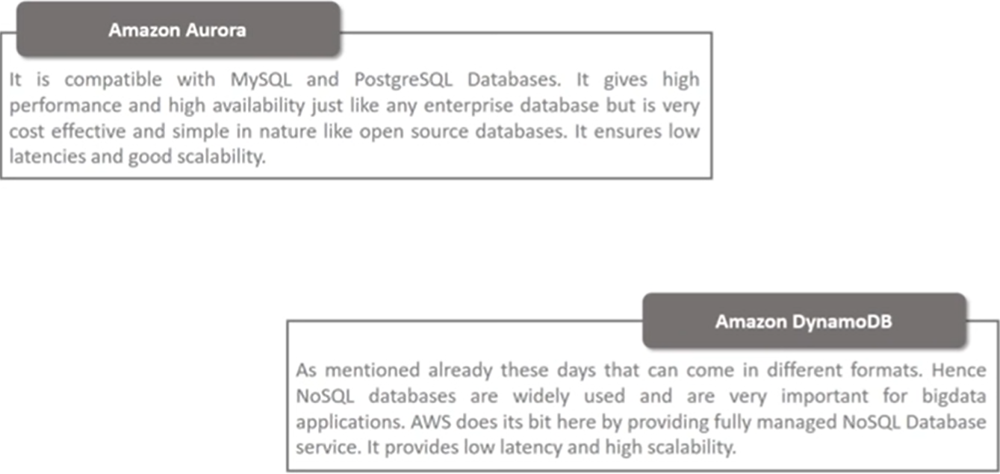 Amazon Aurora
It is compatible with MySQL and PostgreSQL Databases. It gives high
performance and high availability just like any enterprise database but is very
cost effective and simple in nature like open source databases. It ensures low
latencies and good scalability.
Amazon DynamoDB
As mentioned already these days that can come in different formats. Hence
NoSQL databases are widely used and are very important for bigdata
applications. AWS does its bit here by providing fully managed NoSQL Database
service. It provides low latency and high scalability.